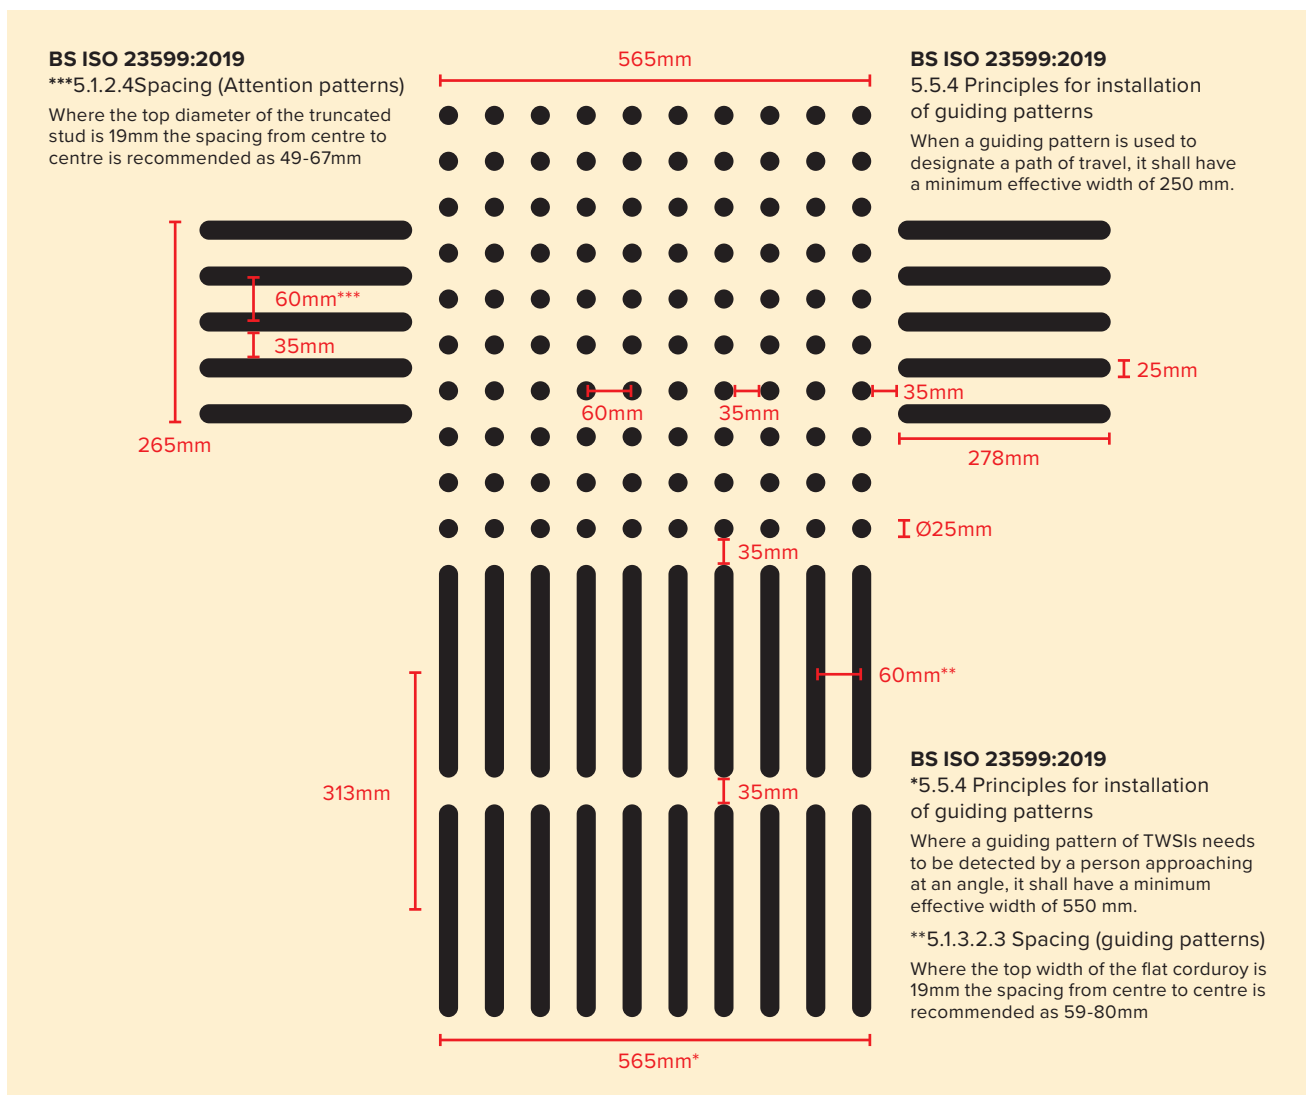 BS ISO 23599:2019
***5.1.2.4Spacing (Attention patterns)
Where the top diameter of the truncated
stud is 19mm the spacing from centre to
centre is recommended as 49-67mm
565mm
BS ISO 23599:2019
5.5.4 Principles for installation
of guiding patterns
When a guiding pattern is used to
designate a path of travel, it shall have
a minimum effective width of 250 mm.
60mm***
35mm
265mm
60mm
35mm
35mm
25mm
278mm
Ø25mm
35mm
60mm**
313mm
35mm
565mm*
BS ISO 23599:2019
*5.5.4 Principles for installation
of guiding patterns
Where a guiding pattern of TWSIs needs
to be detected by a person approaching
at an angle, it shall have a minimum
effective width of 550 mm.
**5.1.3.2.3 Spacing (guiding patterns)
Where the top width of the flat corduroy is
19mm the spacing from centre to centre is
recommended as 59-80mm